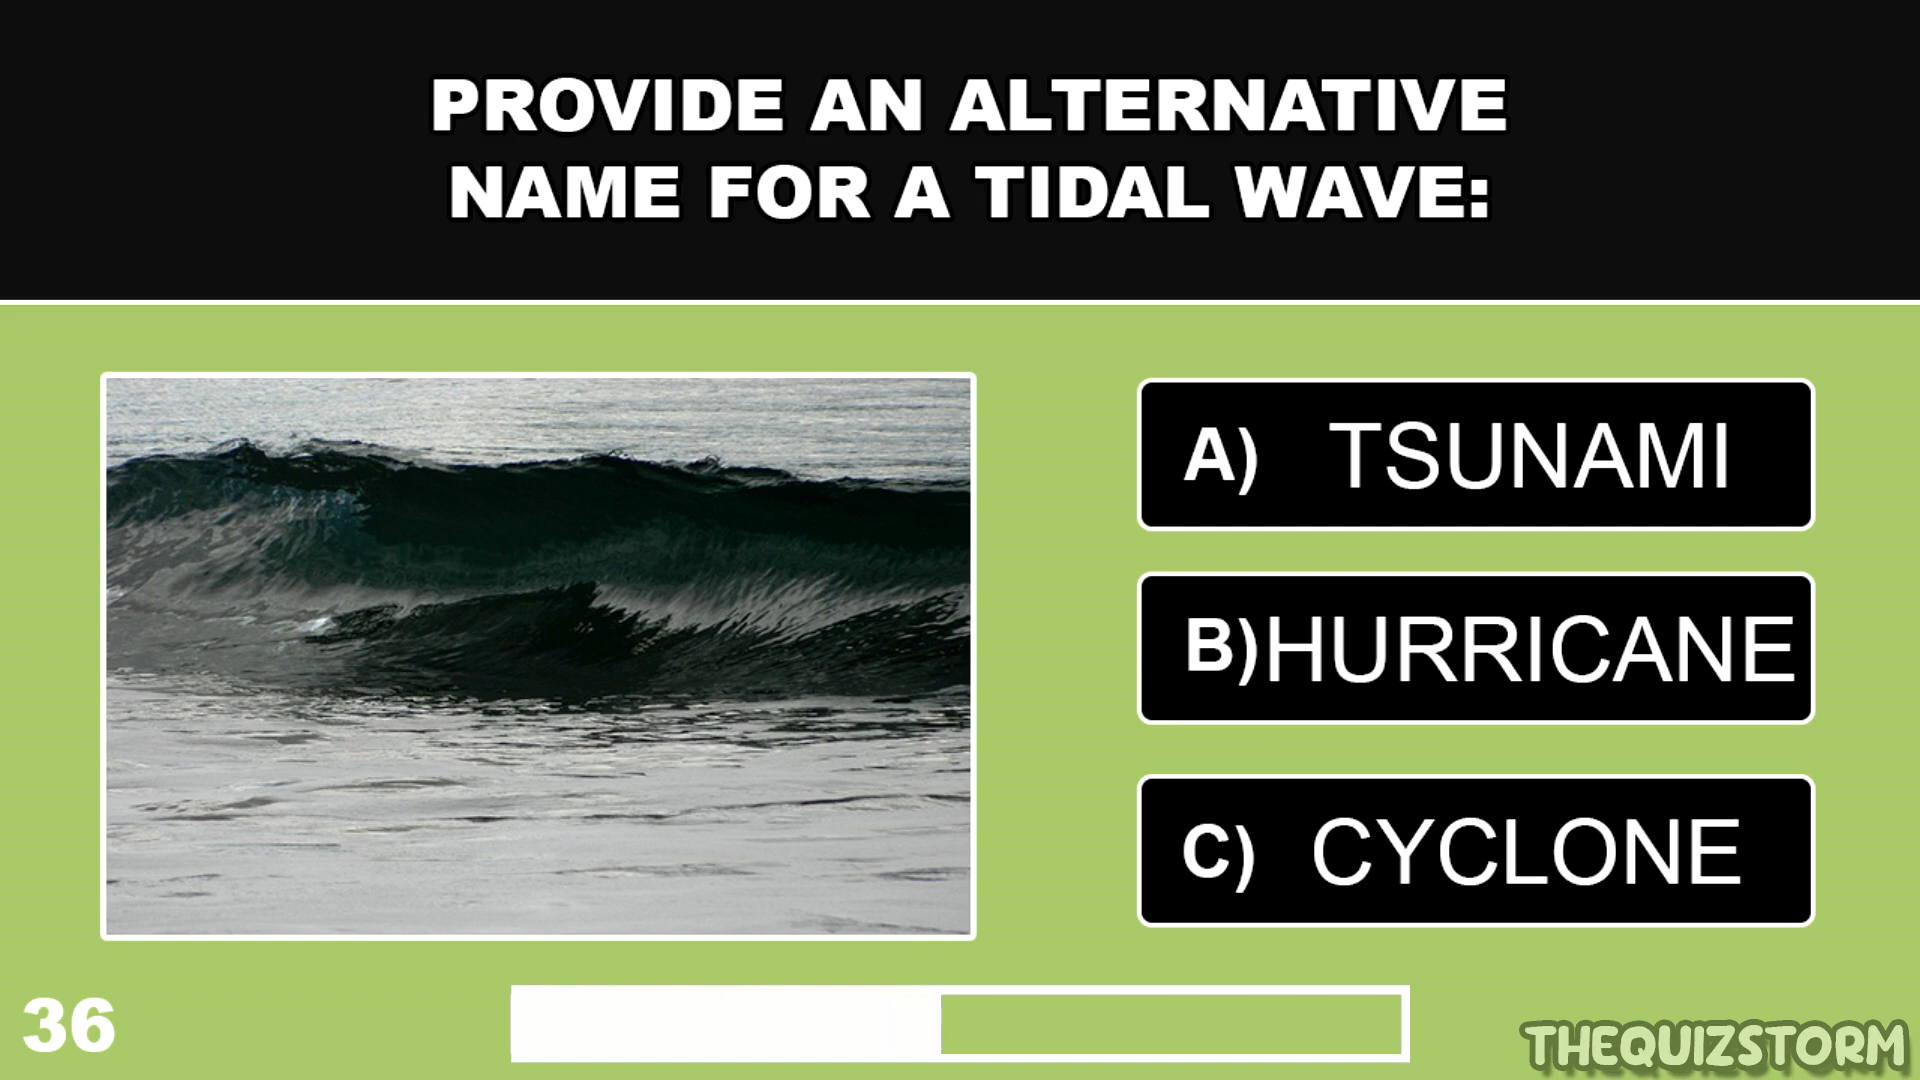 PROVIDE AN ALTERNATIVE
NAME FOR A TIDAL WAVE:
A) TSUNAMI
B) HURRICANE
C) CYCLONE
36
THEQUIZSTORM